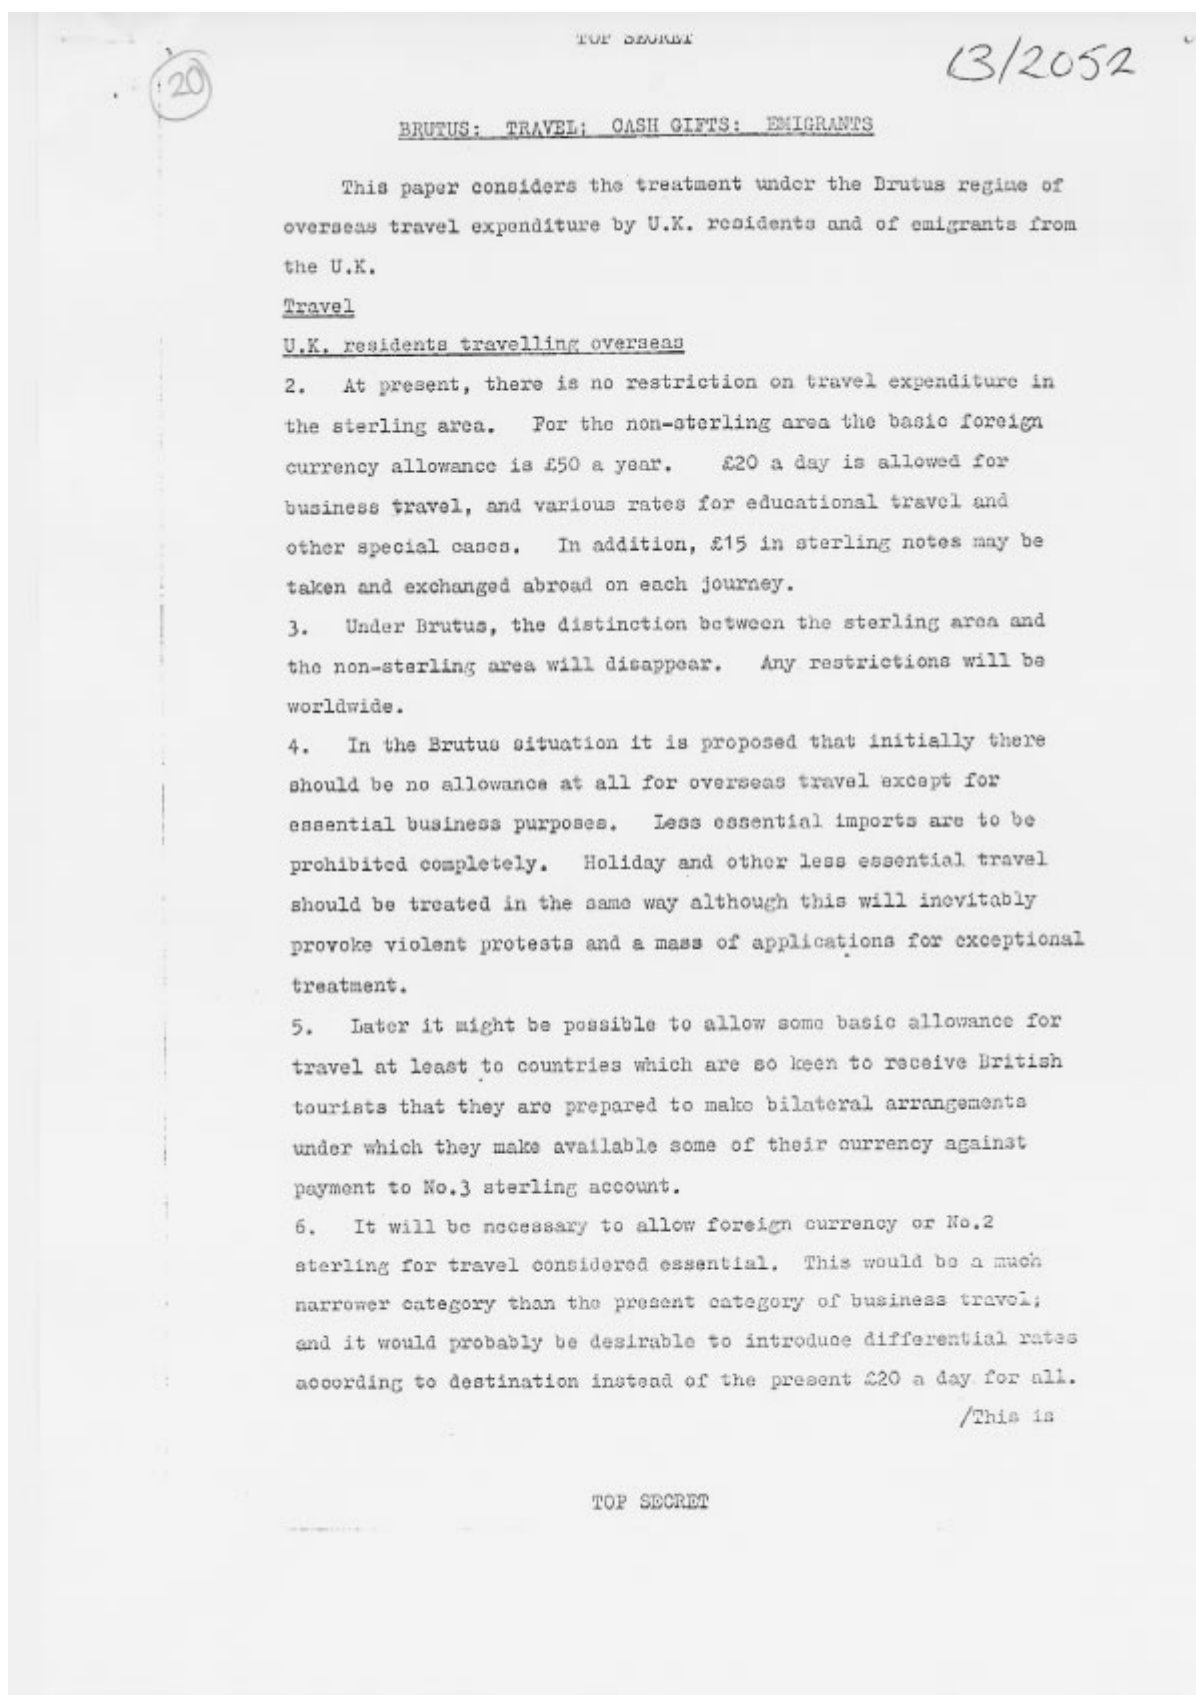 TOP SECRET
20
13/2052
BRUTUS: TRAVEL; CASH GIFTS: EMIGRANTS
This paper considers the treatment under the Brutus regime of
overseas travel expenditure by U.K. residents and of emigrants from
the U.K.
Travel
U.K. residents travelling overseas
2. At present, there is no restriction on travel expenditure in
the sterling area. For the non-sterling area the basic foreign
currency allowance is £50 a year. £20 a day is allowed for
business travel, and various rates for educational travel and
other special cases. In addition, £15 in sterling notes may be
taken and exchanged abroad on each journey.
3. Under Brutus, the distinction between the sterling area and
the non-sterling area will disappear. Any restrictions will be
worldwide.
4. In the Brutus situation it is proposed that initially there
should be no allowance at all for overseas travel except for
essential business purposes. Less essential imports are to be
prohibited completely. Holiday and other less essential travel
should be treated in the same way although this will inevitably
provoke violent protests and a mass of applications for exceptional
treatment.
5. Later it might be possible to allow some basic allowance for
travel at least to countries which are so keen to receive British
tourists that they are prepared to make bilateral arrangements
under which they make available some of their currency against
payment to No.3 sterling account.
6. It will be necessary to allow foreign currency or No.2
sterling for travel considered essential. This would be a much
narrower category than the present category of business travel;
and it would probably be desirable to introduce differential rates
according to destination instead of the present £20 a day for all.
/This is
TOP SECRET